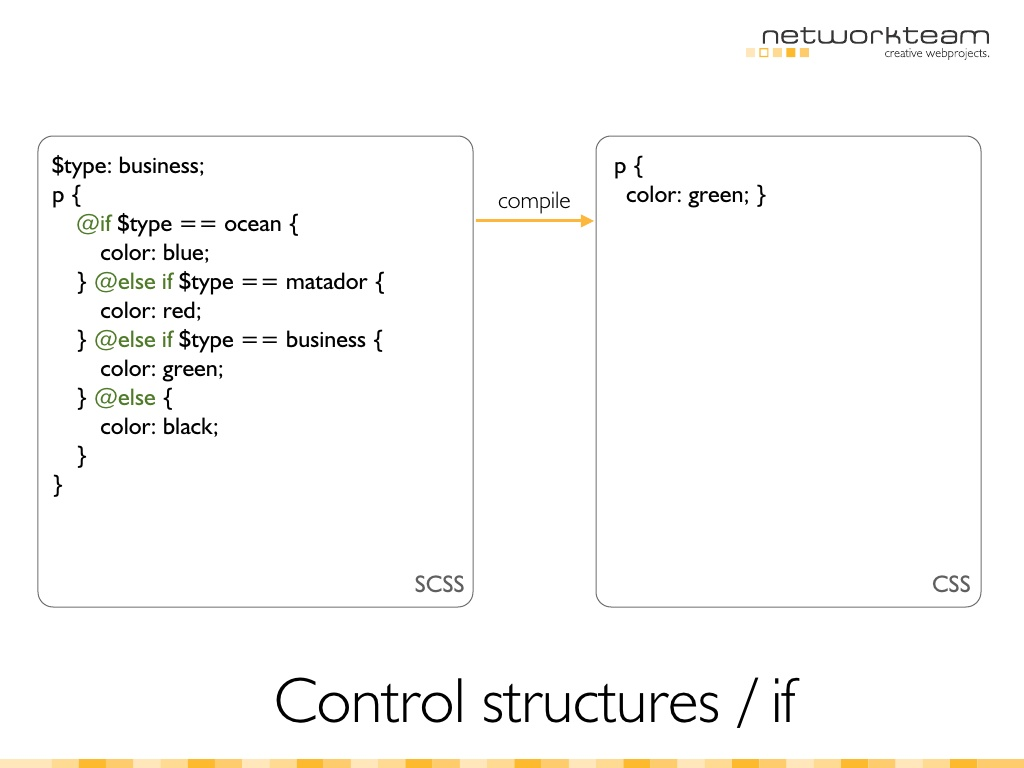 networkteam
creative webprojects.
$type: business;
p {
@if $type == ocean {
color: blue;
} @else if $type == matador {
color: red;
} @else if $type == business {
color: green;
} @else {
color: black;
}
}
SCSS
compile
p {
color: green; }
CSS
Control structures / if